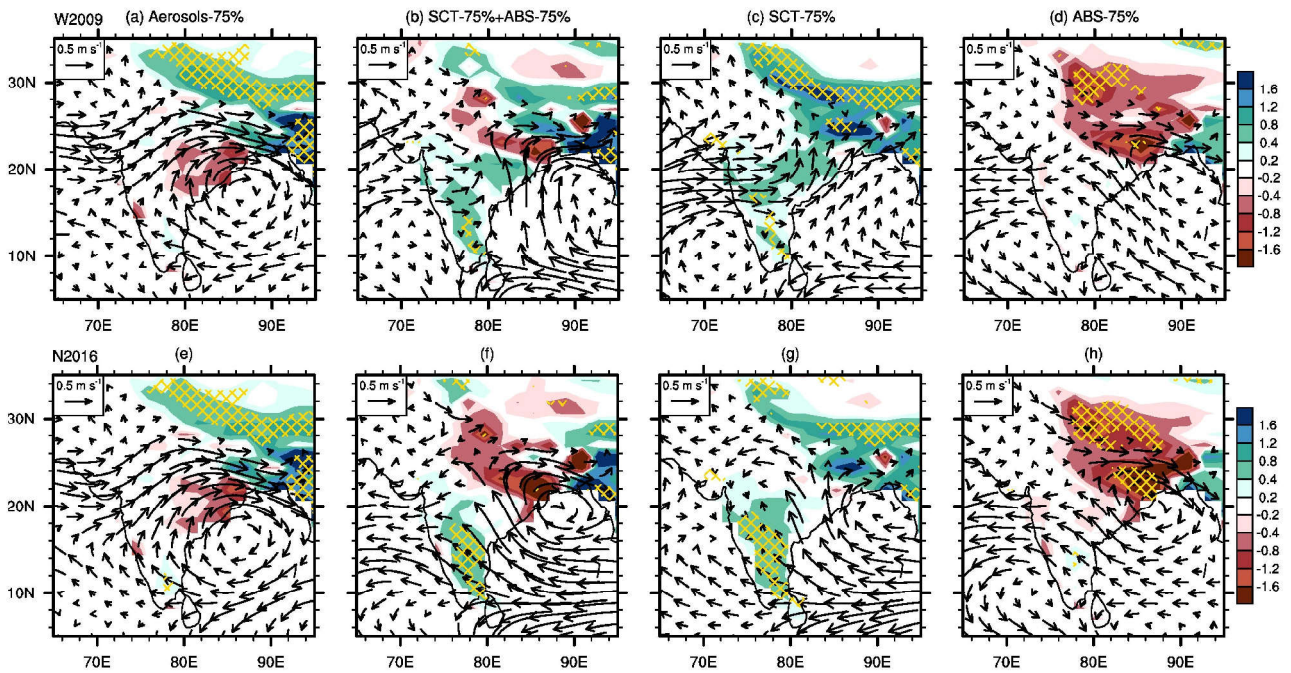 W2009 (a) Aerosols-75% (b) SCT-75%+ABS-75% (c) SCT-75% (d) ABS-75%
0.5 m s⁻¹ 0.5 m s⁻¹ 0.5 m s⁻¹ 0.5 m s⁻¹
30N
20N
10N
1.6
1.2
0.8
0.4
0.2
-0.2
-0.4
-0.8
-1.2
-1.6
70E 80E 90E 70E 80E 90E 70E 80E 90E 70E 80E 90E
N2016 (e) (f) (g) (h)
0.5 m s⁻¹ 0.5 m s⁻¹ 0.5 m s⁻¹ 0.5 m s⁻¹
30N
20N
10N
1.6
1.2
0.8
0.4
0.2
-0.2
-0.4
-0.8
-1.2
-1.6
70E 80E 90E 70E 80E 90E 70E 80E 90E 70E 80E 90E